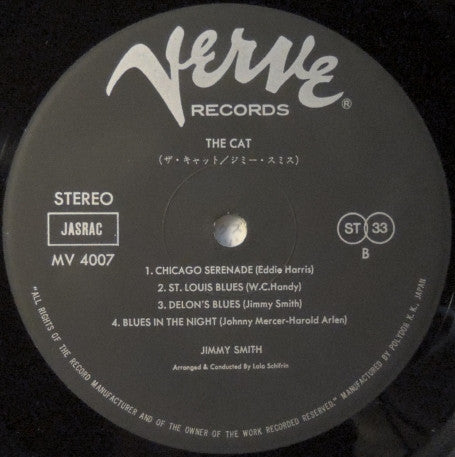 Verve
RECORDS ®
THE CAT
(ザ・キャット／ジミー・スミス)
STEREO
JASRAC
MV 4007
ST 33
B
1. CHICAGO SERENADE (Eddie Harris)
2. ST. LOUIS BLUES (W.C.Handy)
3. DELON'S BLUES (Jimmy Smith)
4. BLUES IN THE NIGHT (Johnny Mercer-Harold Arlen)
JIMMY SMITH
Arranged & Conducted By Lalo Schifrin
"ALL RIGHTS OF THE RECORD MANUFACTURER AND OF THE OWNER OF THE WORK RECORDED RESERVED." MANUFACTURED BY POLYDOR K. K., JAPAN